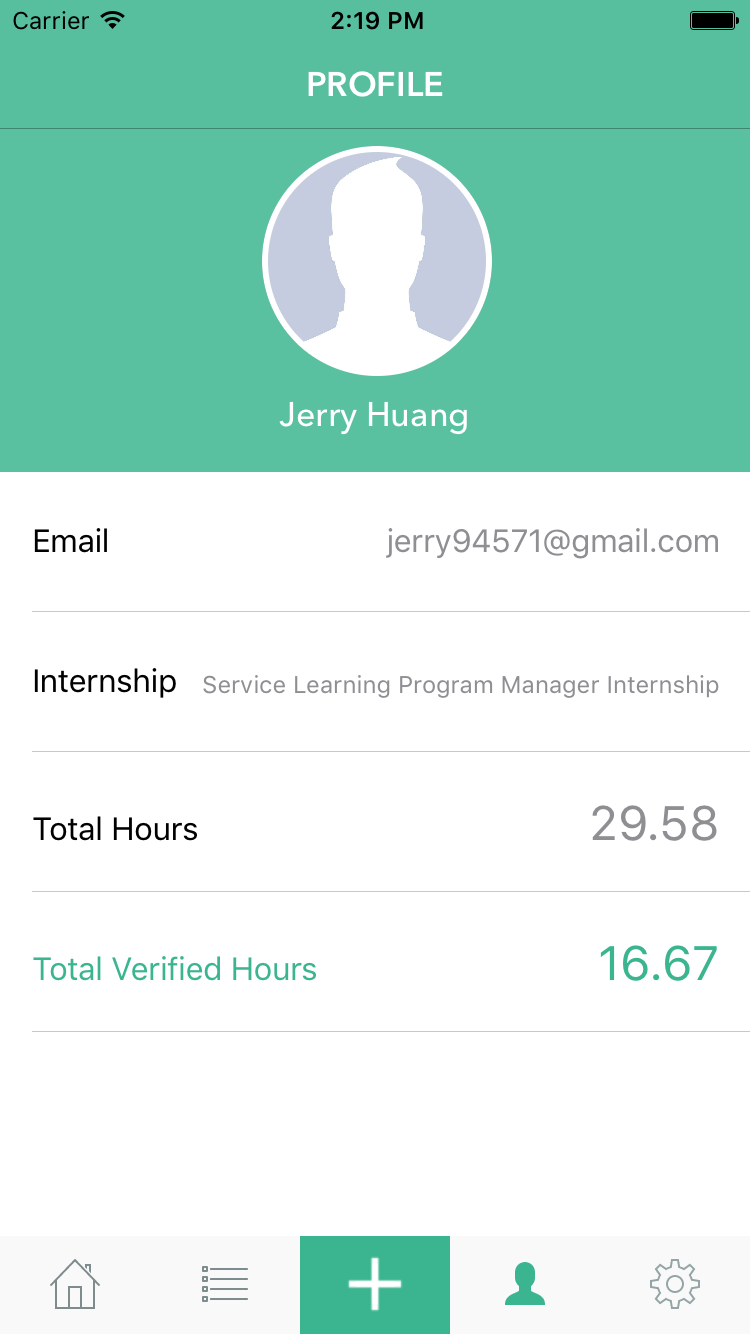 Carrier 2:19 PM
PROFILE
Jerry Huang
Email jerry94571@gmail.com
Internship Service Learning Program Manager Internship
Total Hours 29.58
Total Verified Hours 16.67